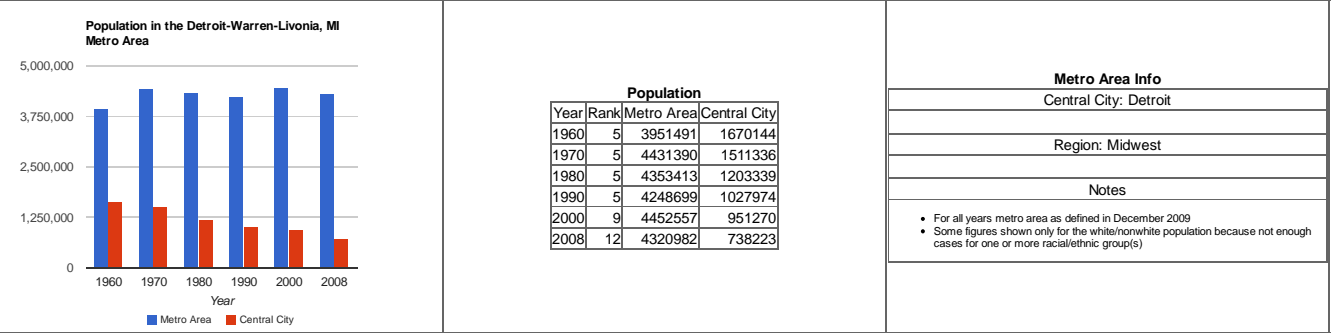 Population in the Detroit-Warren-Livonia, MI
Metro Area
5,000,000
3,750,000
2,500,000
1,250,000
0
1960 1970 1980 1990 2000 2008
Year
Metro Area Central City
Population
Year Rank Metro Area Central City
1960 5 3951491 1670144
1970 5 4431390 1511336
1980 5 4353413 1203339
1990 5 4248699 1027974
2000 9 4452557 951270
2008 12 4320982 738223
Metro Area Info
Central City: Detroit
Region: Midwest
Notes
• For all years metro area as defined in December 2009
• Some figures shown only for the white/nonwhite population because not enough
cases for one or more racial/ethnic group(s)